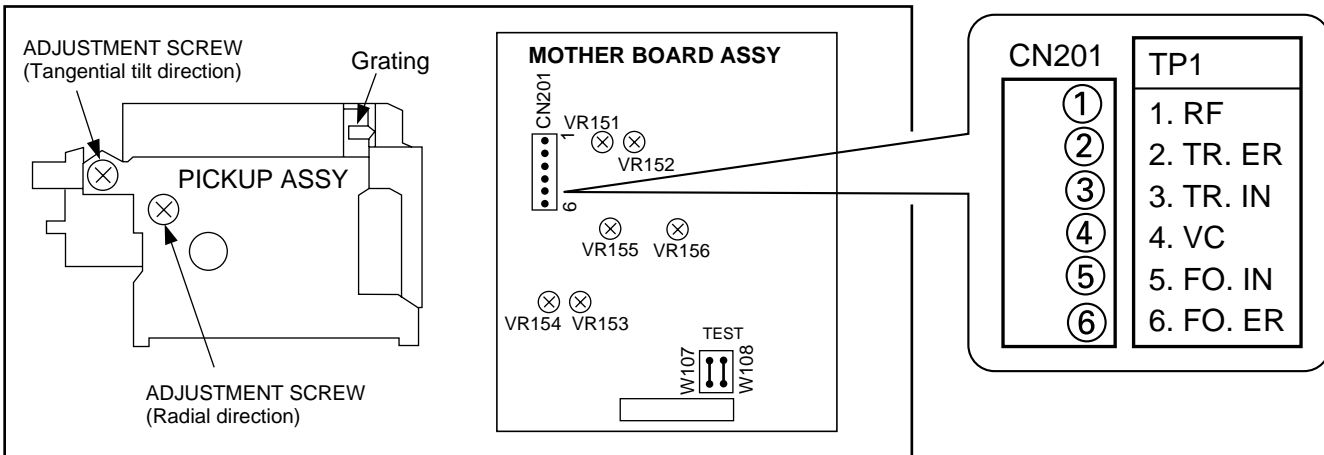 ADJUSTMENT SCREW
(Tangential tilt direction)
Grating
PICKUP ASSY
ADJUSTMENT SCREW
(Radial direction)
MOTHER BOARD ASSY
CN201
1
6
VR151
VR152
VR155
VR156
VR154
VR153
TEST
W107
W108
CN201
①
②
③
④
⑤
⑥
TP1
1. RF
2. TR. ER
3. TR. IN
4. VC
5. FO. IN
6. FO. ER